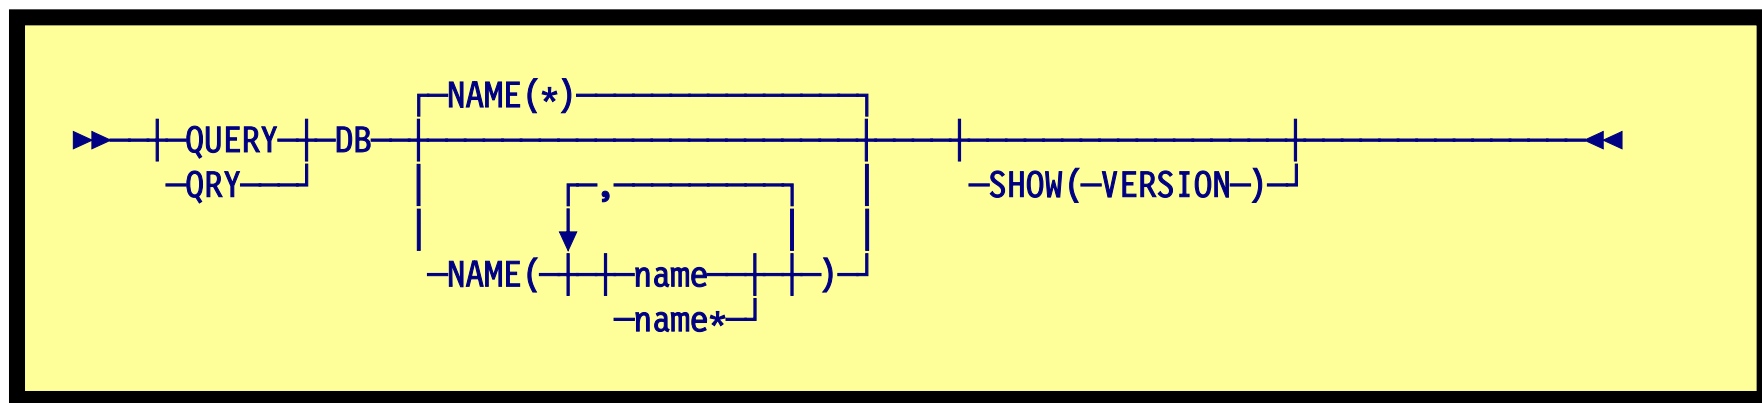 NAME(*)
QUERY DB
QRY SHOW( VERSION )
,
NAME( name )
name*